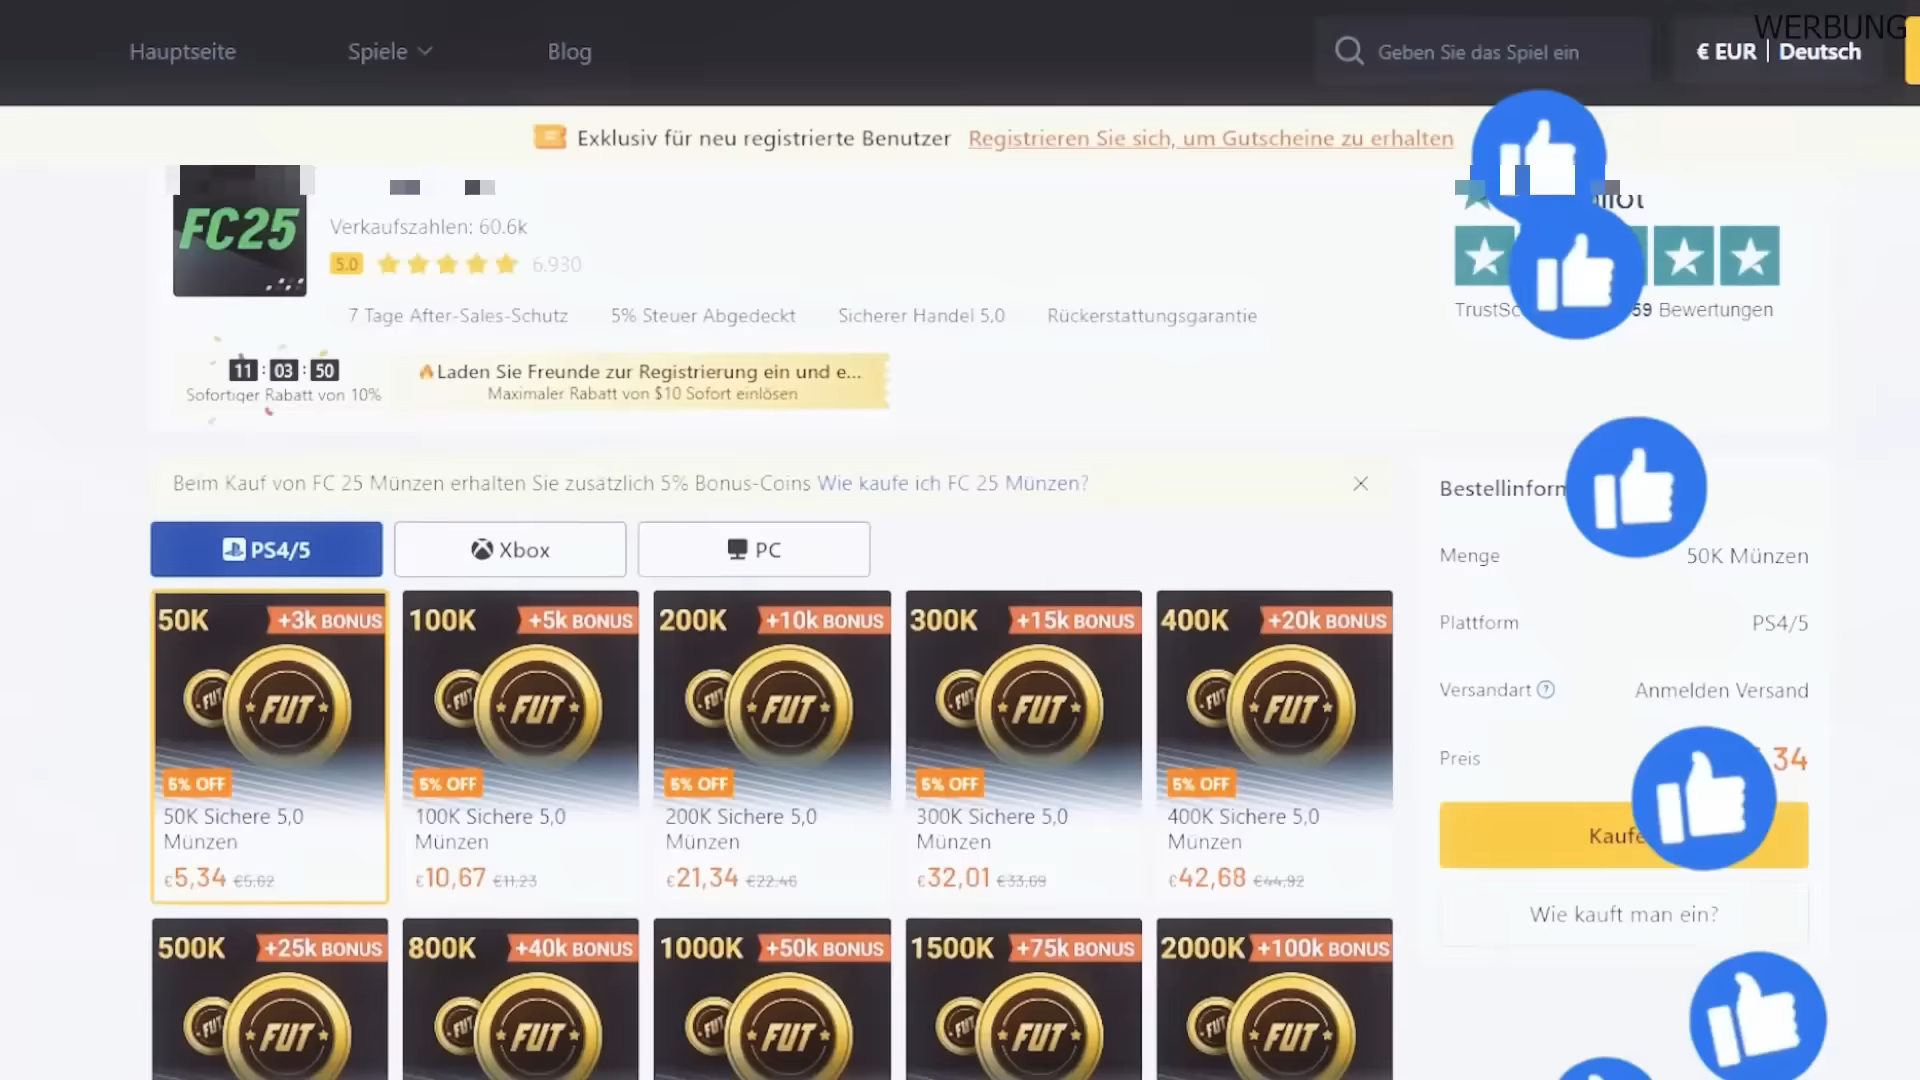 WERBUNG
Hauptseite
Spiele
Blog
Geben Sie das Spiel ein
€ EUR | Deutsch
Exklusiv für neu registrierte Benutzer Registrieren Sie sich, um Gutscheine zu erhalten
FC25
Verkaufszahlen: 60.6k
5.0 6.930
7 Tage After-Sales-Schutz
5% Steuer Abgedeckt
Sicherer Handel 5,0
Rückerstattungsgarantie
59 Bewertungen
11 : 03 : 50
Sofortiger Rabatt von 10%
Laden Sie Freunde zur Registrierung ein und e...
Maximaler Rabatt von $10 Sofort einlösen
Beim Kauf von FC 25 Münzen erhalten Sie zusätzlich 5% Bonus-Coins Wie kaufe ich FC 25 Münzen?
PS4/5
Xbox
PC
50K +3k BONUS
FUT FUT
5% OFF
50K Sichere 5,0
Münzen
€5,34 €5.62
100K +5k BONUS
FUT FUT
5% OFF
100K Sichere 5,0
Münzen
€10,67 €11.23
200K +10k BONUS
FUT FUT
5% OFF
200K Sichere 5,0
Münzen
€21,34 €22.46
300K +15k BONUS
FUT FUT
5% OFF
300K Sichere 5,0
Münzen
€32,01 €33.69
400K +20k BONUS
FUT FUT
5% OFF
400K Sichere 5,0
Münzen
€42,68 €44.92
500K +25k BONUS
FUT FUT
800K +40k BONUS
FUT FUT
1000K +50k BONUS
FUT FUT
1500K +75k BONUS
FUT FUT
2000K +100k BONUS
FUT FUT
Menge 50K Münzen
Plattform PS4/5
Versandart ? Anmelden Versand
Preis 34
Wie kauft man ein?